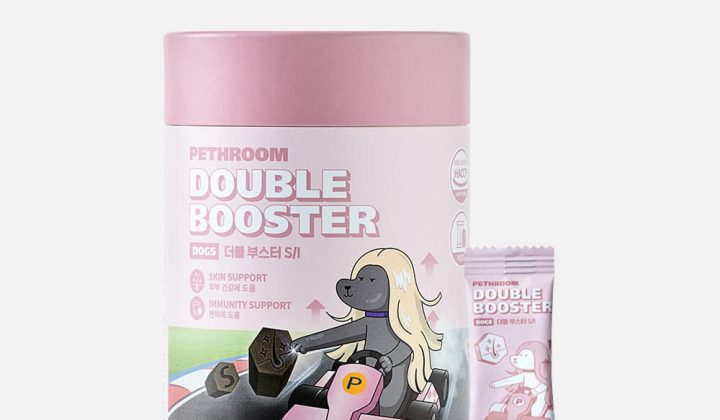 PETHROOM
DOUBLE
BOOSTER
DOGS 더블 부스터 S/I
SKIN SUPPORT
피부 건강에 도움
IMMUNITY SUPPORT
면역에 도움
HACCP
S
P
PETHROOM
DOUBLE
BOOSTER
DOGS 더블 부스터 S/I